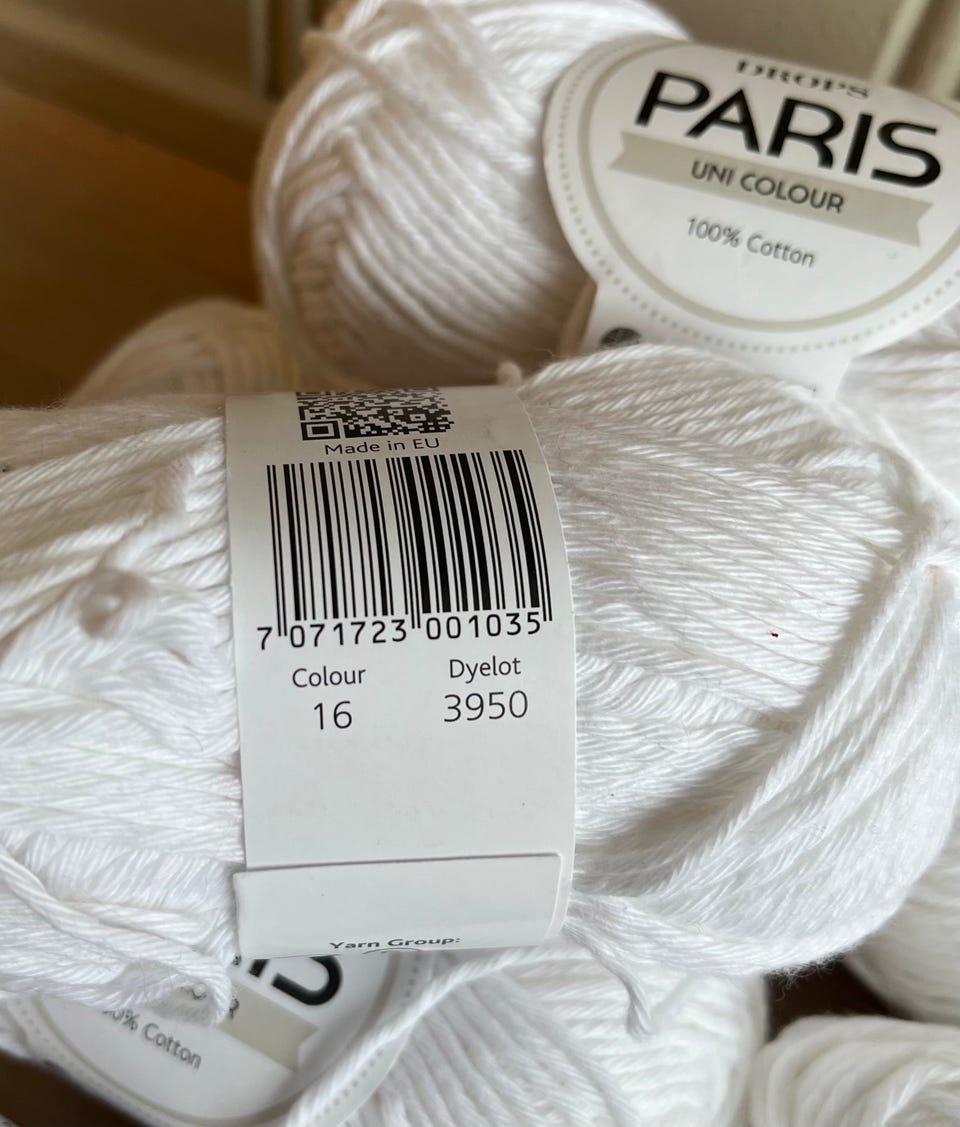 DROPS
PARIS
UNI COLOUR
100% Cotton
Made in EU
7 071723 001035
Colour Dyelot
16 3950
Yarn Group:
Cotton